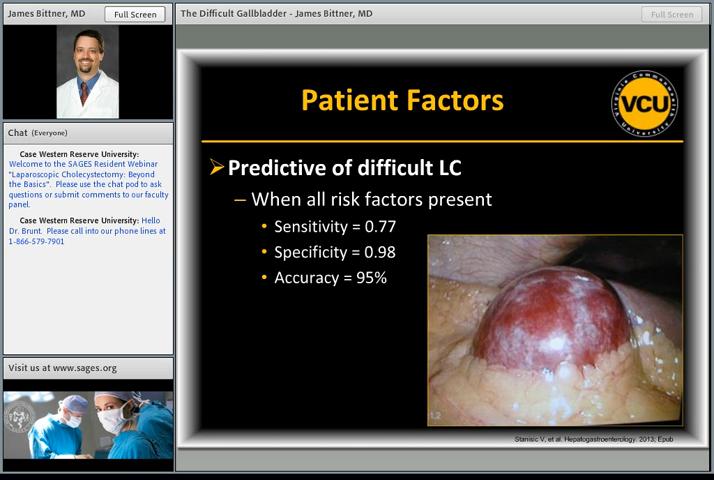 James Bittner, MD
Full Screen
The Difficult Gallbladder - James Bittner, MD
Full Screen
Chat (Everyone)
Case Western Reserve University:
Welcome to the SAGES Resident Webinar
"Laparoscopic Cholecystectomy: Beyond
the Basics". Please use the chat pod to ask
questions or submit comments to our faculty
panel.
Case Western Reserve University: Hello
Dr. Brunt. Please call into our phone lines at
1-866-579-7901
Visit us at www.sages.org
Patient Factors
Virginia Commonwealth University
VCU
Predictive of difficult LC
– When all risk factors present
• Sensitivity = 0.77
• Specificity = 0.98
• Accuracy = 95%
Stanisic V, et al. Hepatogastroenterology. 2013; Epub